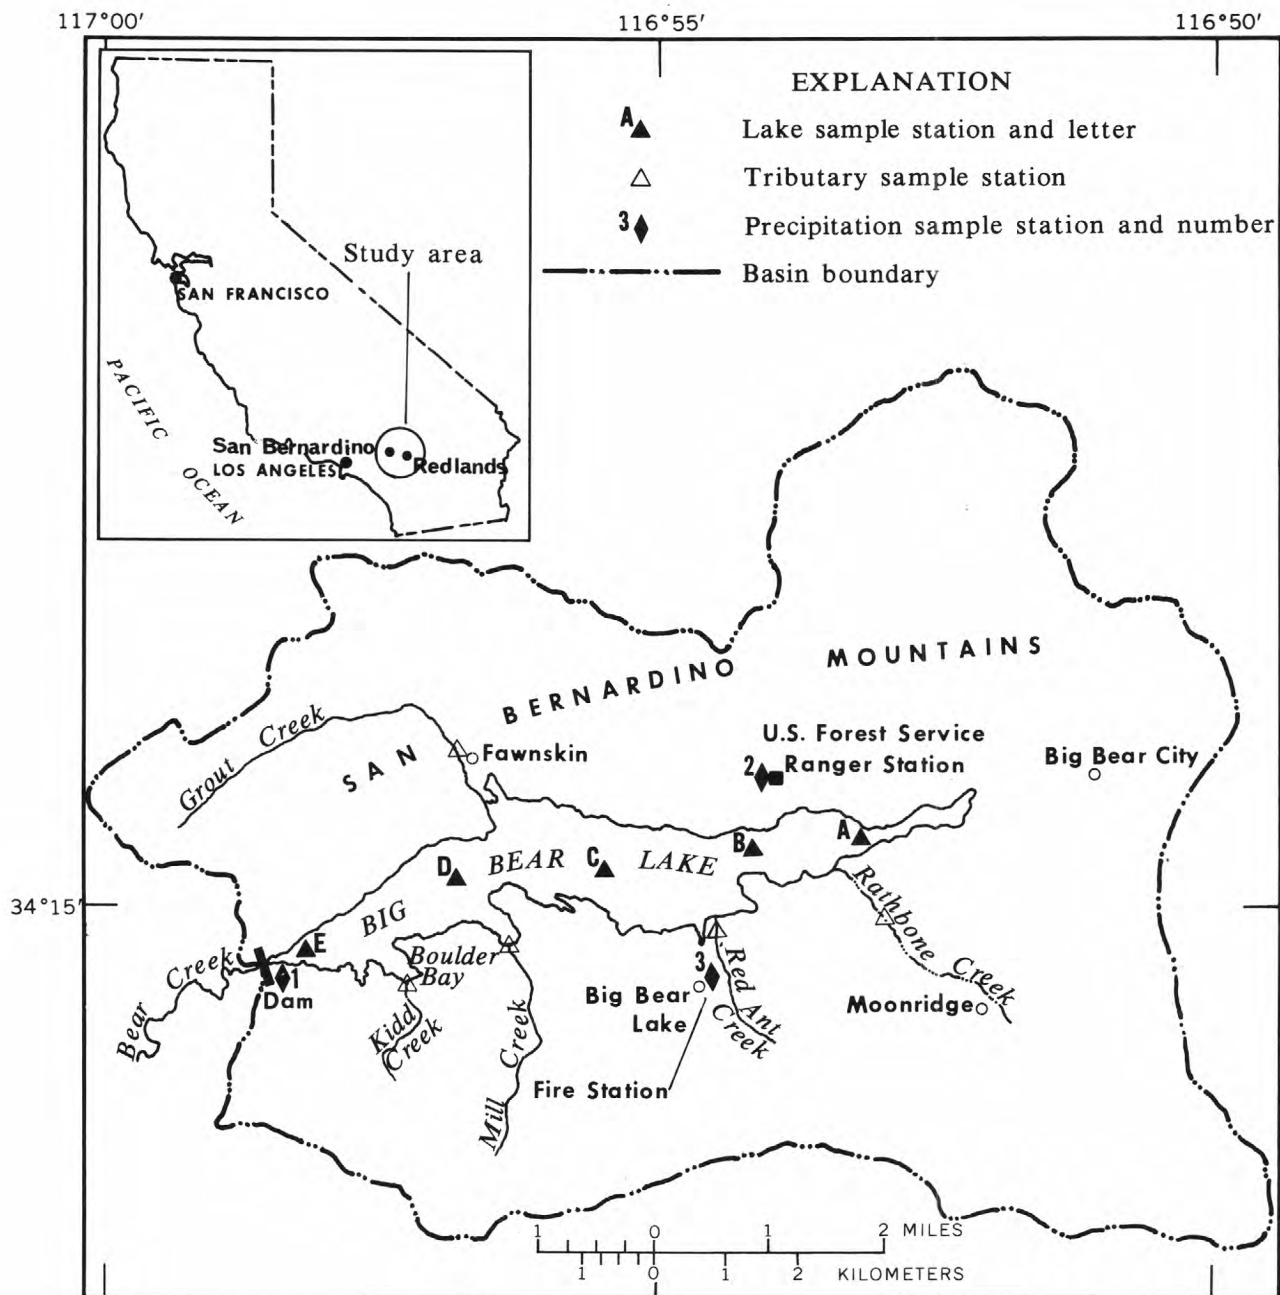 117°00'
116°55'
116°50'
EXPLANATION
A
Lake sample station and letter
Tributary sample station
3
Precipitation sample station and number
Basin boundary
Study area
SAN FRANCISCO
PACIFIC
OCEAN
San Bernardino
LOS ANGELES
Redlands
SAN BERNARDINO MOUNTAINS
Grout Creek
Fawnskin
U.S. Forest Service
2 Ranger Station
Big Bear City
A
B
C
D
E
BIG BEAR LAKE
34°15'
Bear Creek
1
Dam
Boulder
Bay
Kidd
Creek
Mill Creek
3
Big Bear
Lake
Red Ant
Creek
Rathbone Creek
Moonridge
Fire Station
1 0 1 2 MILES
1 0 1 2 KILOMETERS